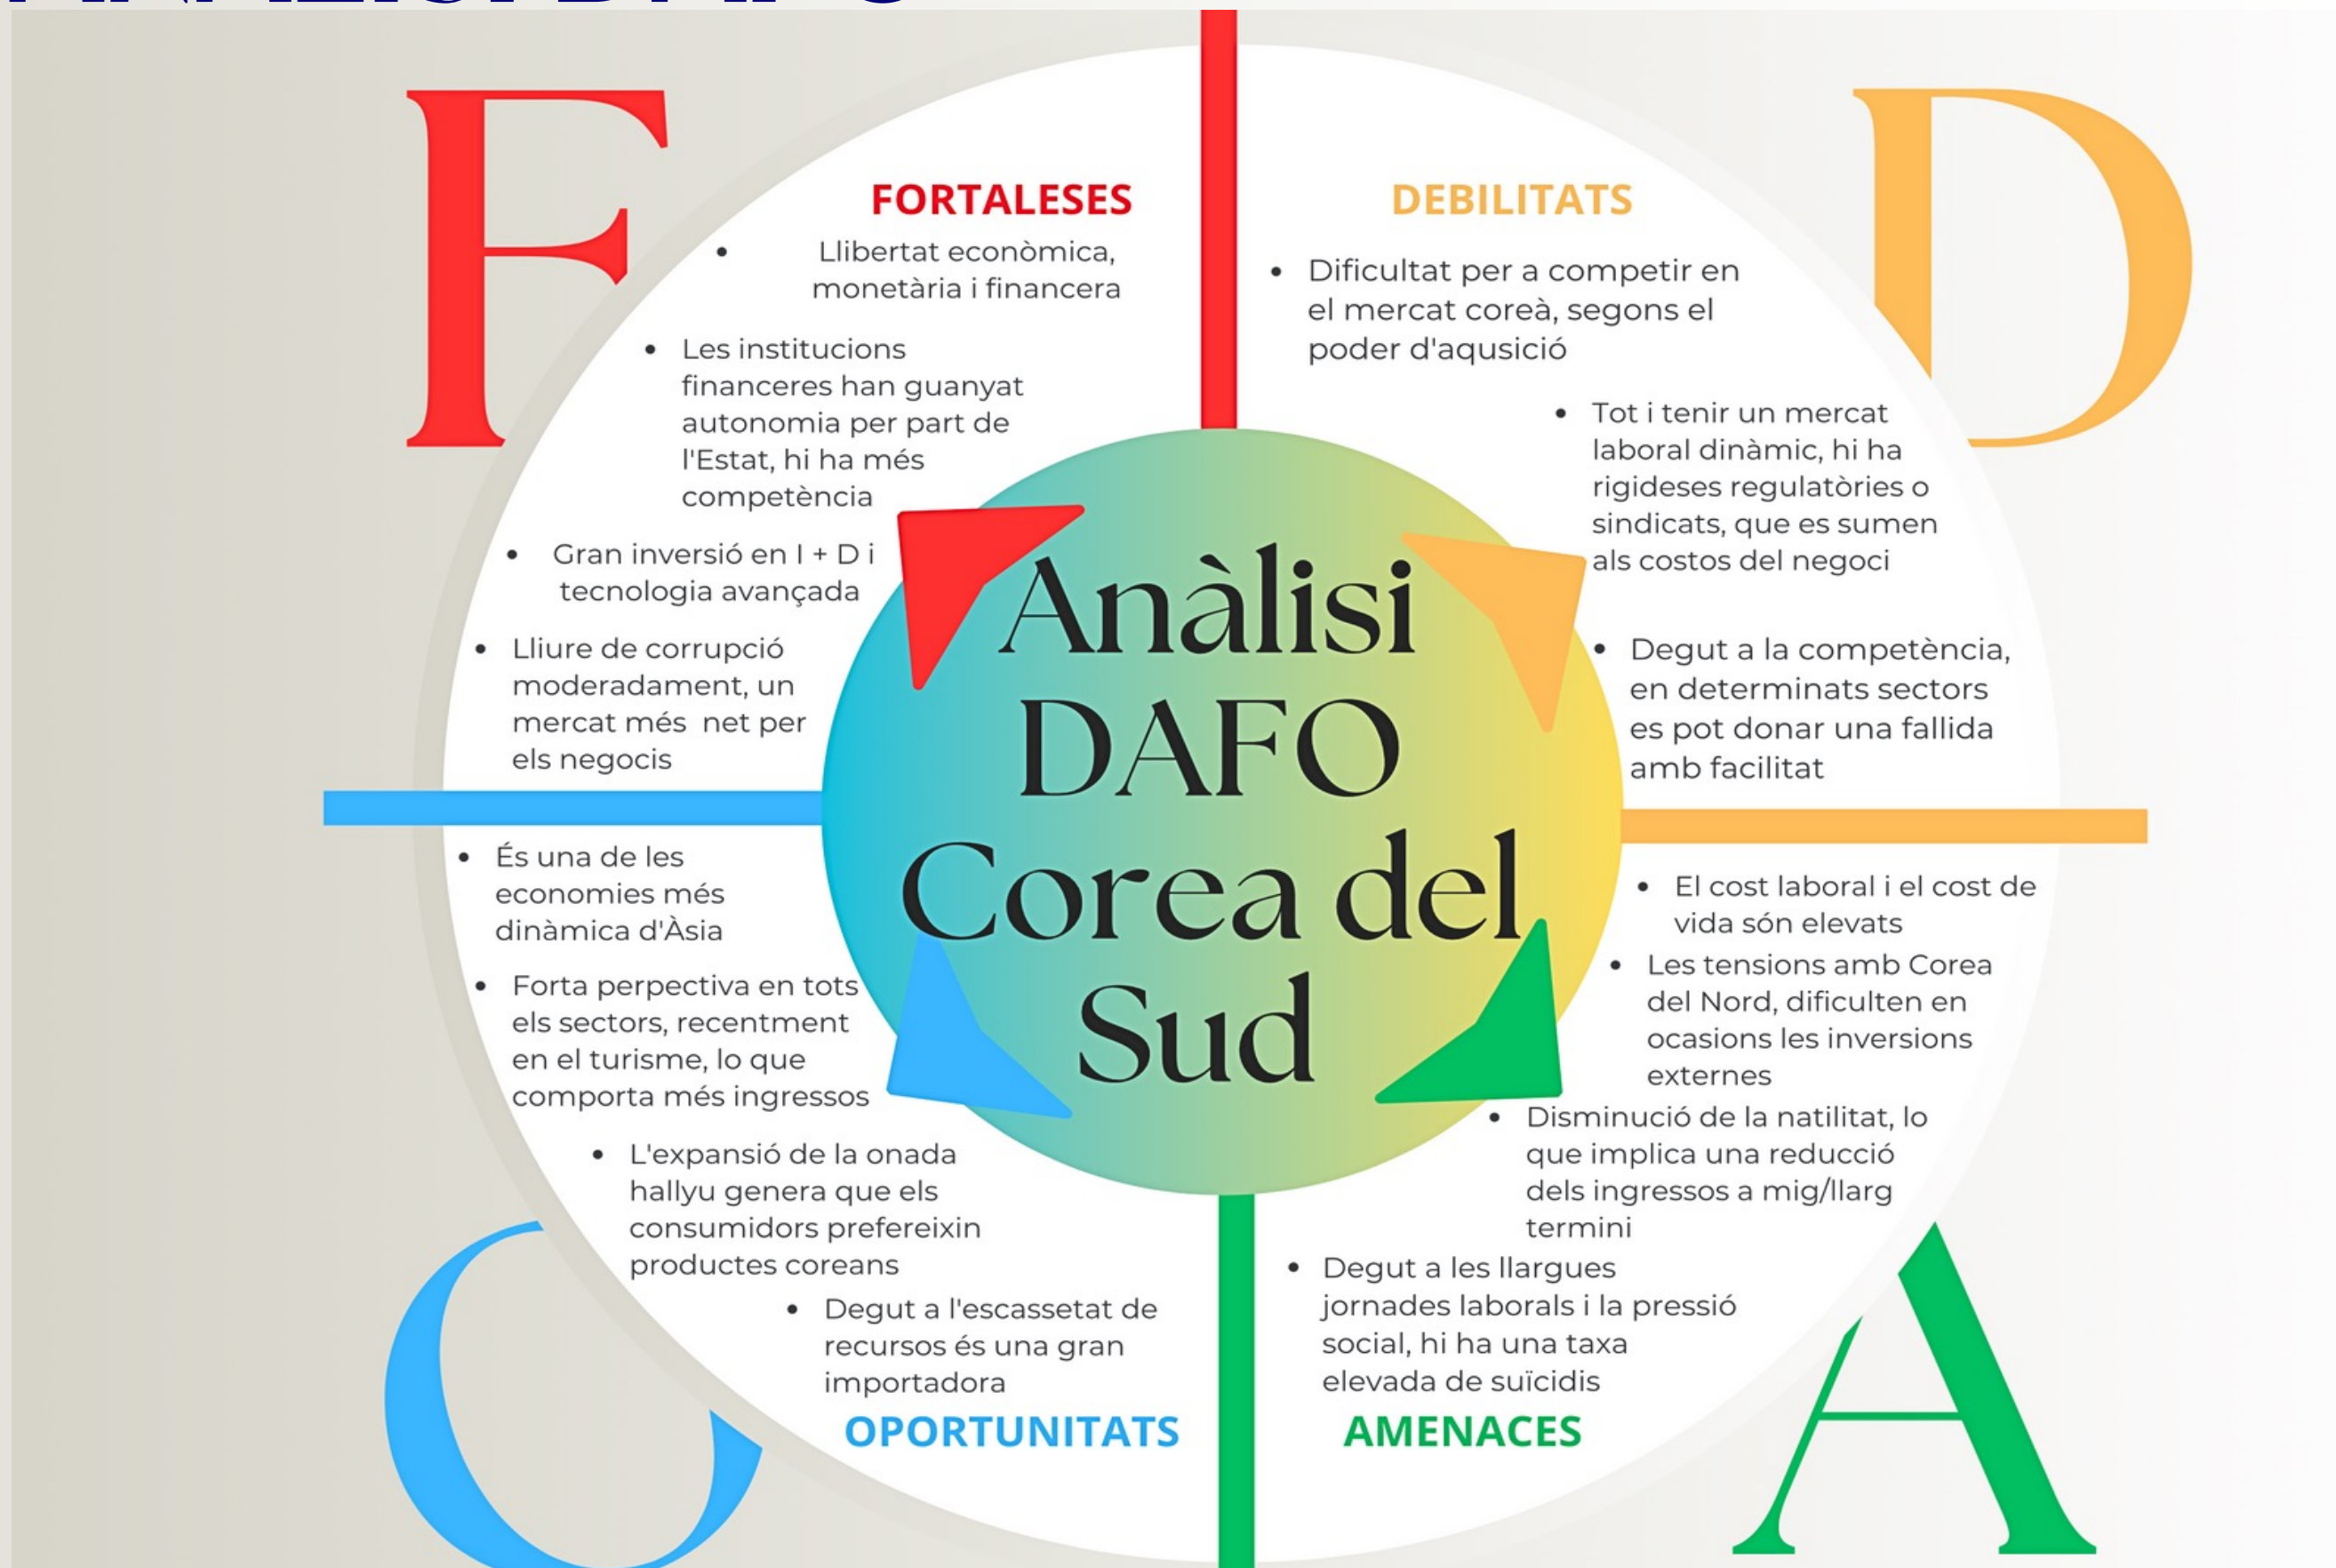 F
D
FORTALESES
Llibertat econòmica,
monetària i financera
Les institucions
financeres han guanyat
autonomia per part de
l'Estat, hi ha més
competència
Gran inversió en I + D i
tecnologia avançada
Lliure de corrupció
moderadament, un
mercat més net per
els negocis
DEBILITATS
Dificultat per a competir en
el mercat coreà, segons el
poder d'aqusició
Tot i tenir un mercat
laboral dinàmic, hi ha
rigideses regulatòries o
sindicats, que es sumen
als costos del negoci
Degut a la competència,
en determinats sectors
es pot donar una fallida
amb facilitat
Anàlisi
DAFO
Corea del
Sud
És una de les
economies més
dinàmica d'Àsia
Forta perpectiva en tots
els sectors, recentment
en el turisme, lo que
comporta més ingressos
L'expansió de la onada
hallyu genera que els
consumidors prefereixin
productes coreans
Degut a l'escassetat de
recursos és una gran
importadora
OPORTUNITATS
El cost laboral i el cost de
vida són elevats
Les tensions amb Corea
del Nord, dificulten en
ocasions les inversions
externes
Disminució de la natilitat, lo
que implica una reducció
dels ingressos a mig/llarg
termini
Degut a les llargues
jornades laborals i la pressió
social, hi ha una taxa
elevada de suïcidis
AMENACES
O
A